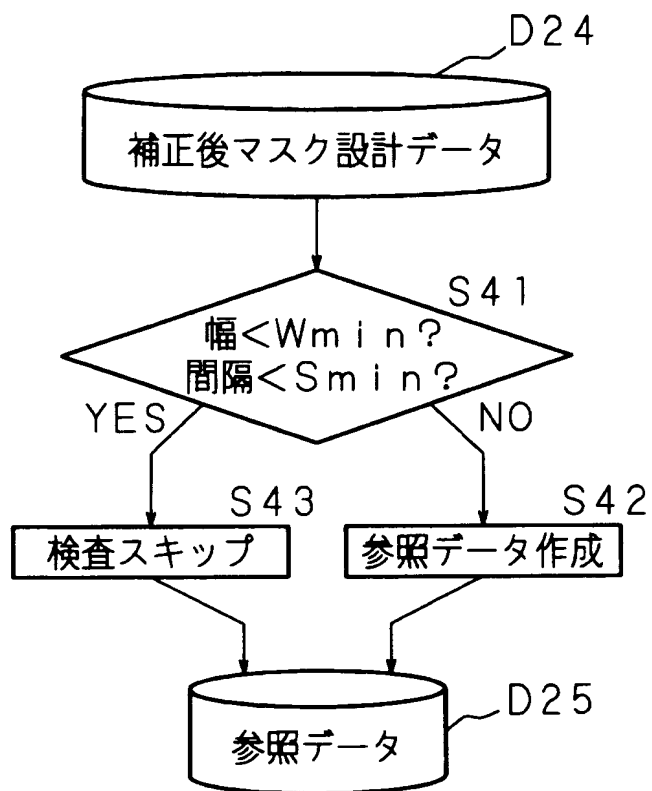 D24
補正後マスク設計データ
S41
幅<Wmin?
間隔<Smin?
YES
NO
S43
S42
検査スキップ
参照データ作成
D25
参照データ